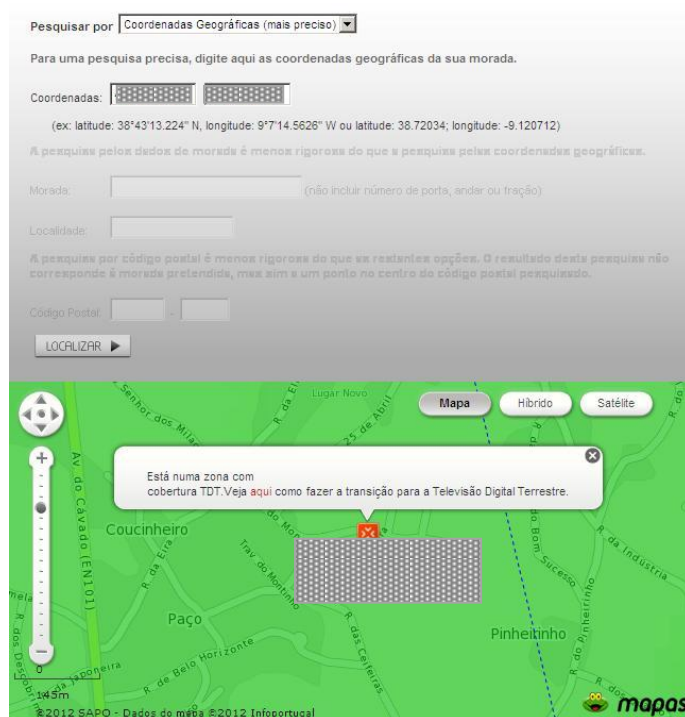 Pesquisar por Coordenadas Geográficas (mais preciso)
Para uma pesquisa precisa, digite aqui as coordenadas geográficas da sua morada.
Coordenadas:
(ex: latitude: 38°43'13.224" N, longitude: 9°7'14.5626" W ou latitude: 38.72034; longitude: -9.120712)
A pesquisa pelos dados de morada é menos rigorosa do que a pesquisa pelas coordenadas geográficas.
Morada: (não incluir número de porta, andar ou fração)
Localidade:
A pesquisa por código postal é menos rigorosa do que as restantes opções. O resultado desta pesquisa não
corresponde à morada pretendida, mas sim a um ponto no centro do código postal pesquisado.
Código Postal: -
LOCALIZAR
Senhor dos
R. da
Lugar Novo
25 de Abril
Mapa
Híbrido
Satélite
Está numa zona com
cobertura TDT.Veja aqui como fazer a transição para a Televisão Digital Terrestre.
Av do Cávado (EN101)
Coucinheiro
R. da Eira
Trav. do Montinho
do Bom Sucesso
R. da Indústria
Paço
R. das Ceifeiras
Pinheirinho
R. do Pinheirinho
R. de Belo Horizonte
R. dos
0
145m
©2012 SAPO - Dados do mapa ©2012 Infoportugal
mapas